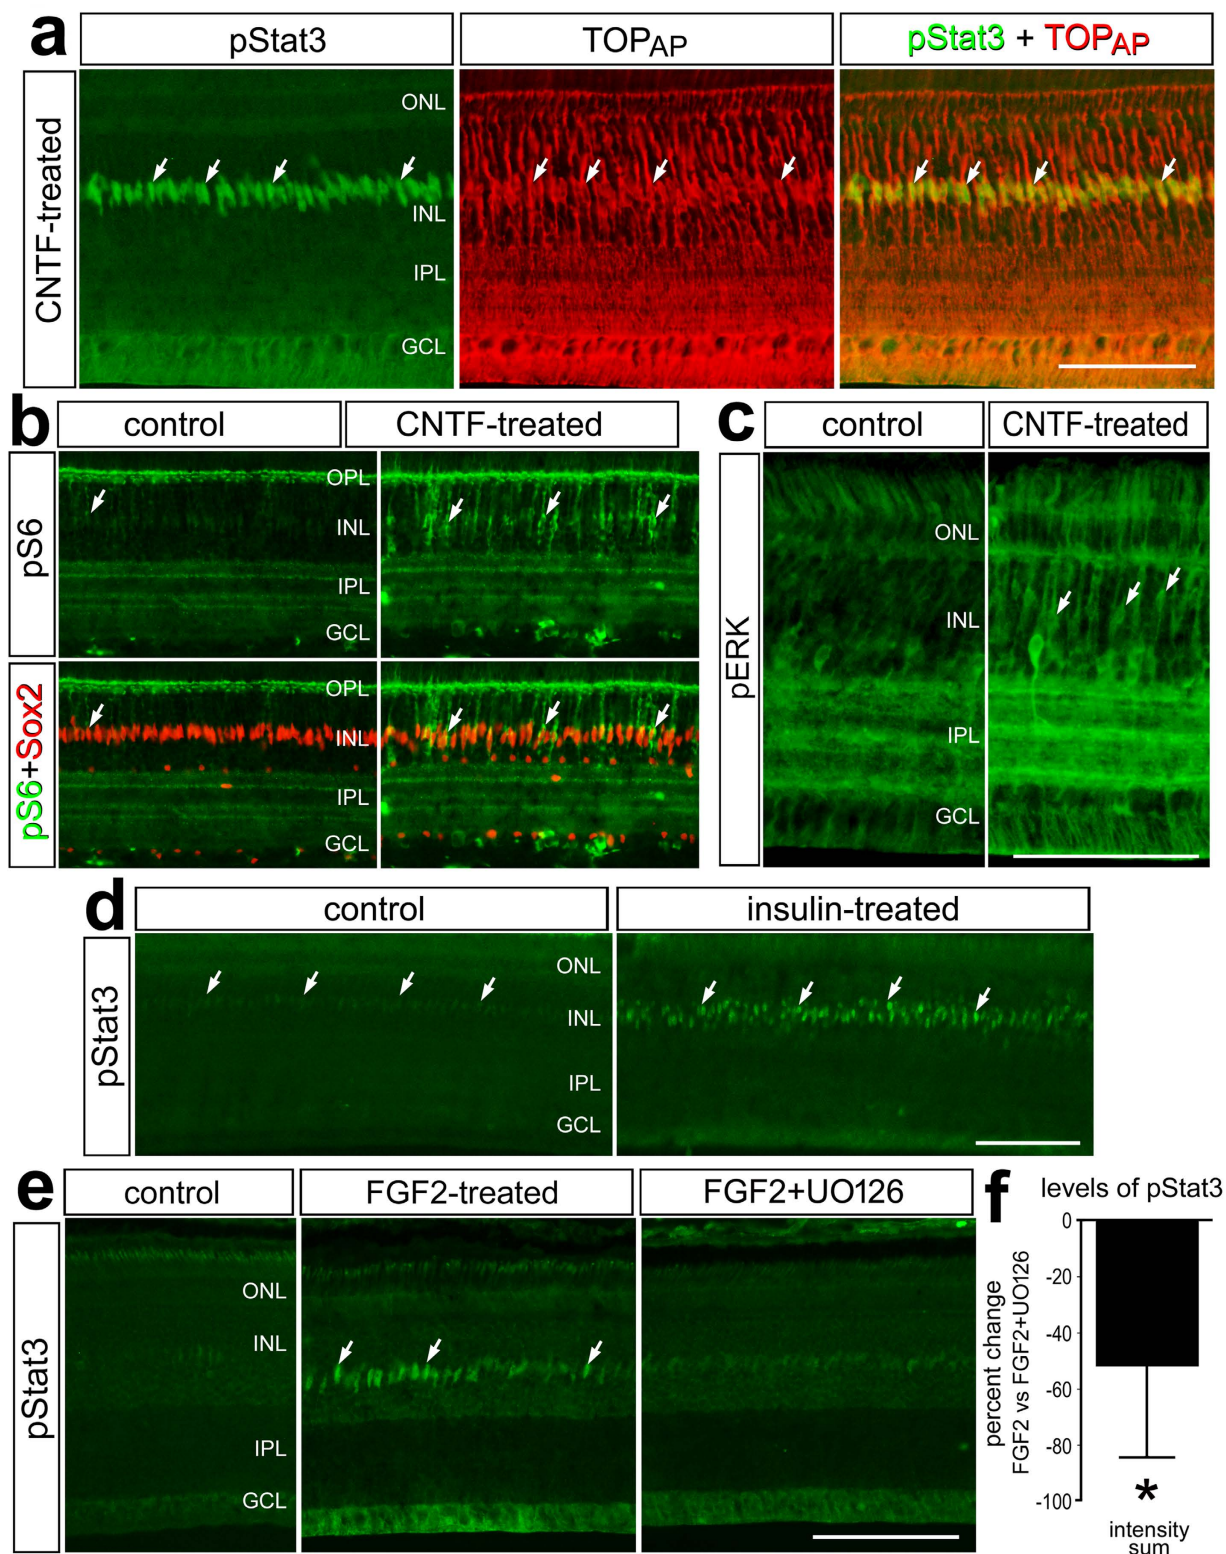 a
pStat3
TOPAP
pStat3 + TOPAP
CNTF-treated
ONL
INL
IPL
GCL
b
control
CNTF-treated
pS6
OPL
INL
IPL
GCL
pS6+Sox2
OPL
INL
IPL
GCL
c
control
CNTF-treated
pERK
ONL
INL
IPL
GCL
d
control
insulin-treated
pStat3
ONL
INL
IPL
GCL
e
control
FGF2-treated
FGF2+UO126
pStat3
ONL
INL
IPL
GCL
f
levels of pStat3
percent change
FGF2 vs FGF2+UO126
0
-20
-40
-60
-80
-100
*
intensity
sum